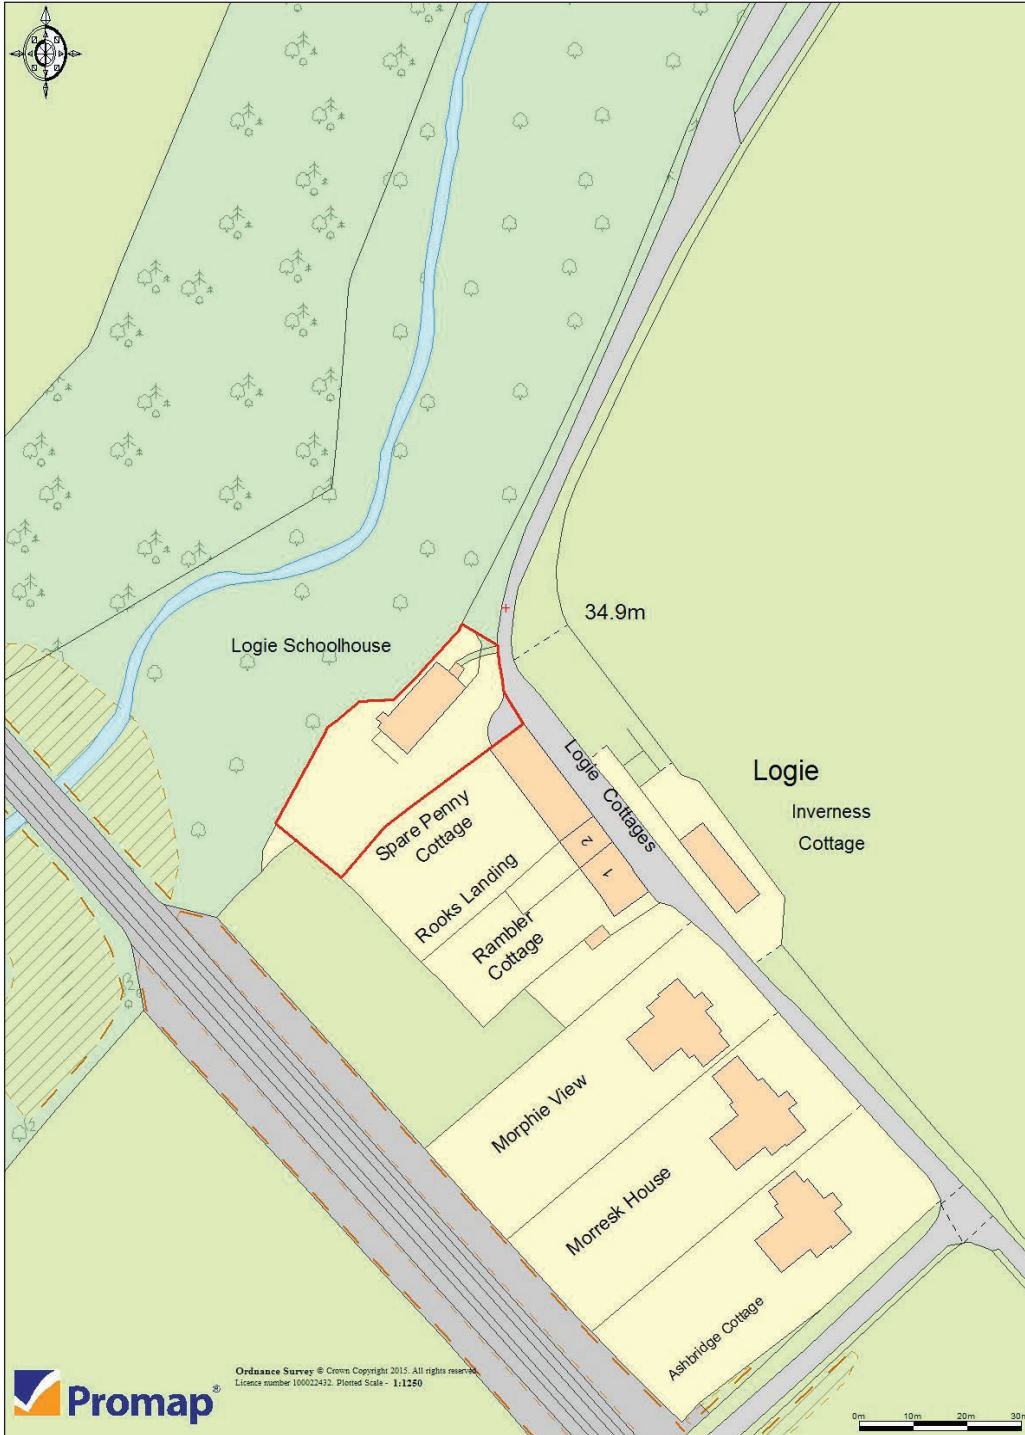 Logie Schoolhouse
34.9m
Logie Cottages
Logie
Inverness
Cottage
Spare Penny
Cottage
2
1
Rooks Landing
Rambler
Cottage
Morphie View
Morresk House
Ashbridge Cottage
Promap®
Ordnance Survey © Crown Copyright 2015. All rights reserved
Licence number 100022432. Plotted Scale - 1:1250
0m 10m 20m 30m